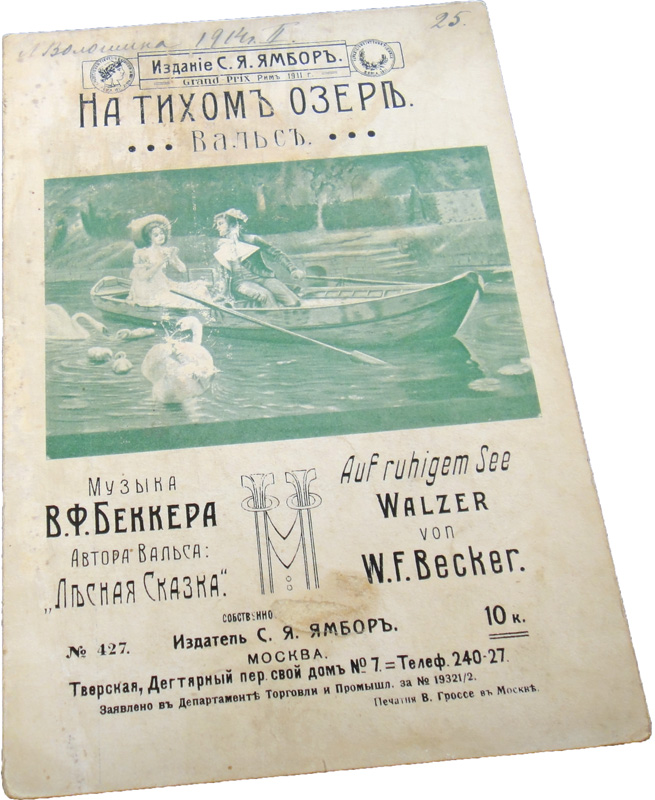 Волошина 1914 г.
25.
Изданіе С. Я. ЯМБОРЪ.
Grand Prix Римъ 1911 г.
НА ТИХОМЪ ОЗЕРѢ.
ВАЛЬСЪ.
МУЗЫКА
В.Ф.БЕККЕРА
АВТОРА ВАЛЬСА:
„ЛѢСНАЯ СКАЗКА“.
Auf ruhigem See
WALZER
VON
W.F.Becker.
СОБСТВЕНН
№ 427.
Издатель С. Я. ЯМБОРЪ.
10 к.
МОСКВА.
Тверская, Дегтярный пер. свой домъ № 7. = Телеф. 240-27.
Заявлено въ Департаментѣ Торговли и Промышл. за № 19321/2.
Печатня В. Гроссе въ Москвѣ.